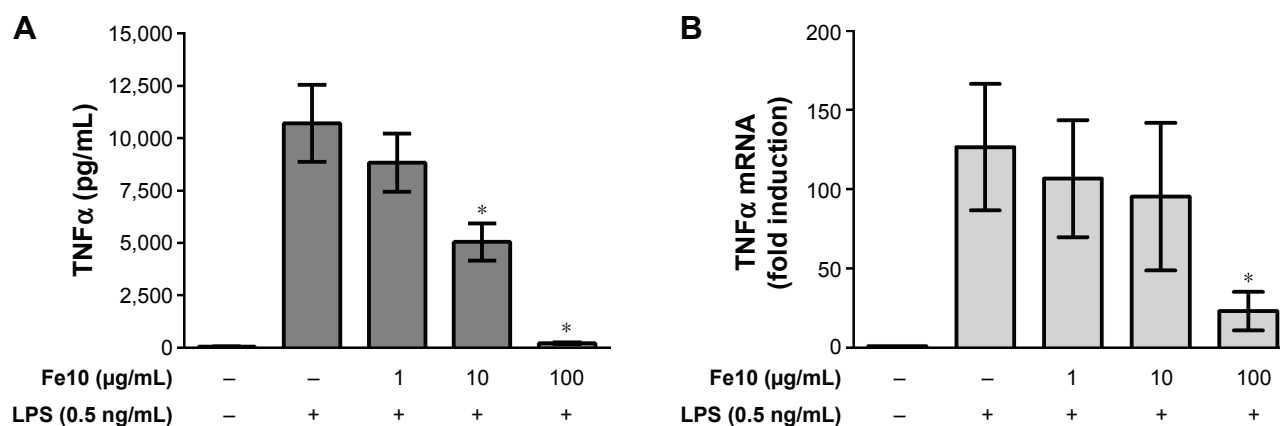 A
TNFα (pg/mL)
15,000
12,500
10,000
7,500
5,000
2,500
0
*
*
Fe10 (µg/mL) – – 1 10 100
LPS (0.5 ng/mL) – + + + +
B
TNFα mRNA
(fold induction)
200
150
100
50
0
*
Fe10 (µg/mL) – – 1 10 100
LPS (0.5 ng/mL) – + + + +